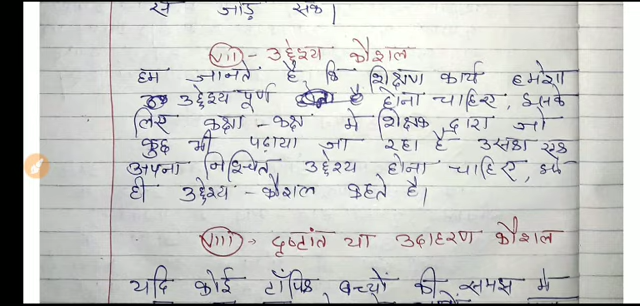 से जोड़ सके।
(VII) - उद्देश्य कौशल
हम जानते है कि शिक्षण कार्य हमेशा
उद्देश्य पूर्ण होना चाहिए, इसके
लिए कक्षा-कक्ष मे शिक्षक द्वारा जो
कुछ भी पढ़ाया जा रहा है उसका एक
अपना निश्चित उद्देश्य होना चाहिए, इसे
ही उद्देश्य-कौशल कहते है।
(VIII) - दृष्टांत या उदाहरण कौशल
यदि कोई टॉपिक बच्चों की समझ में